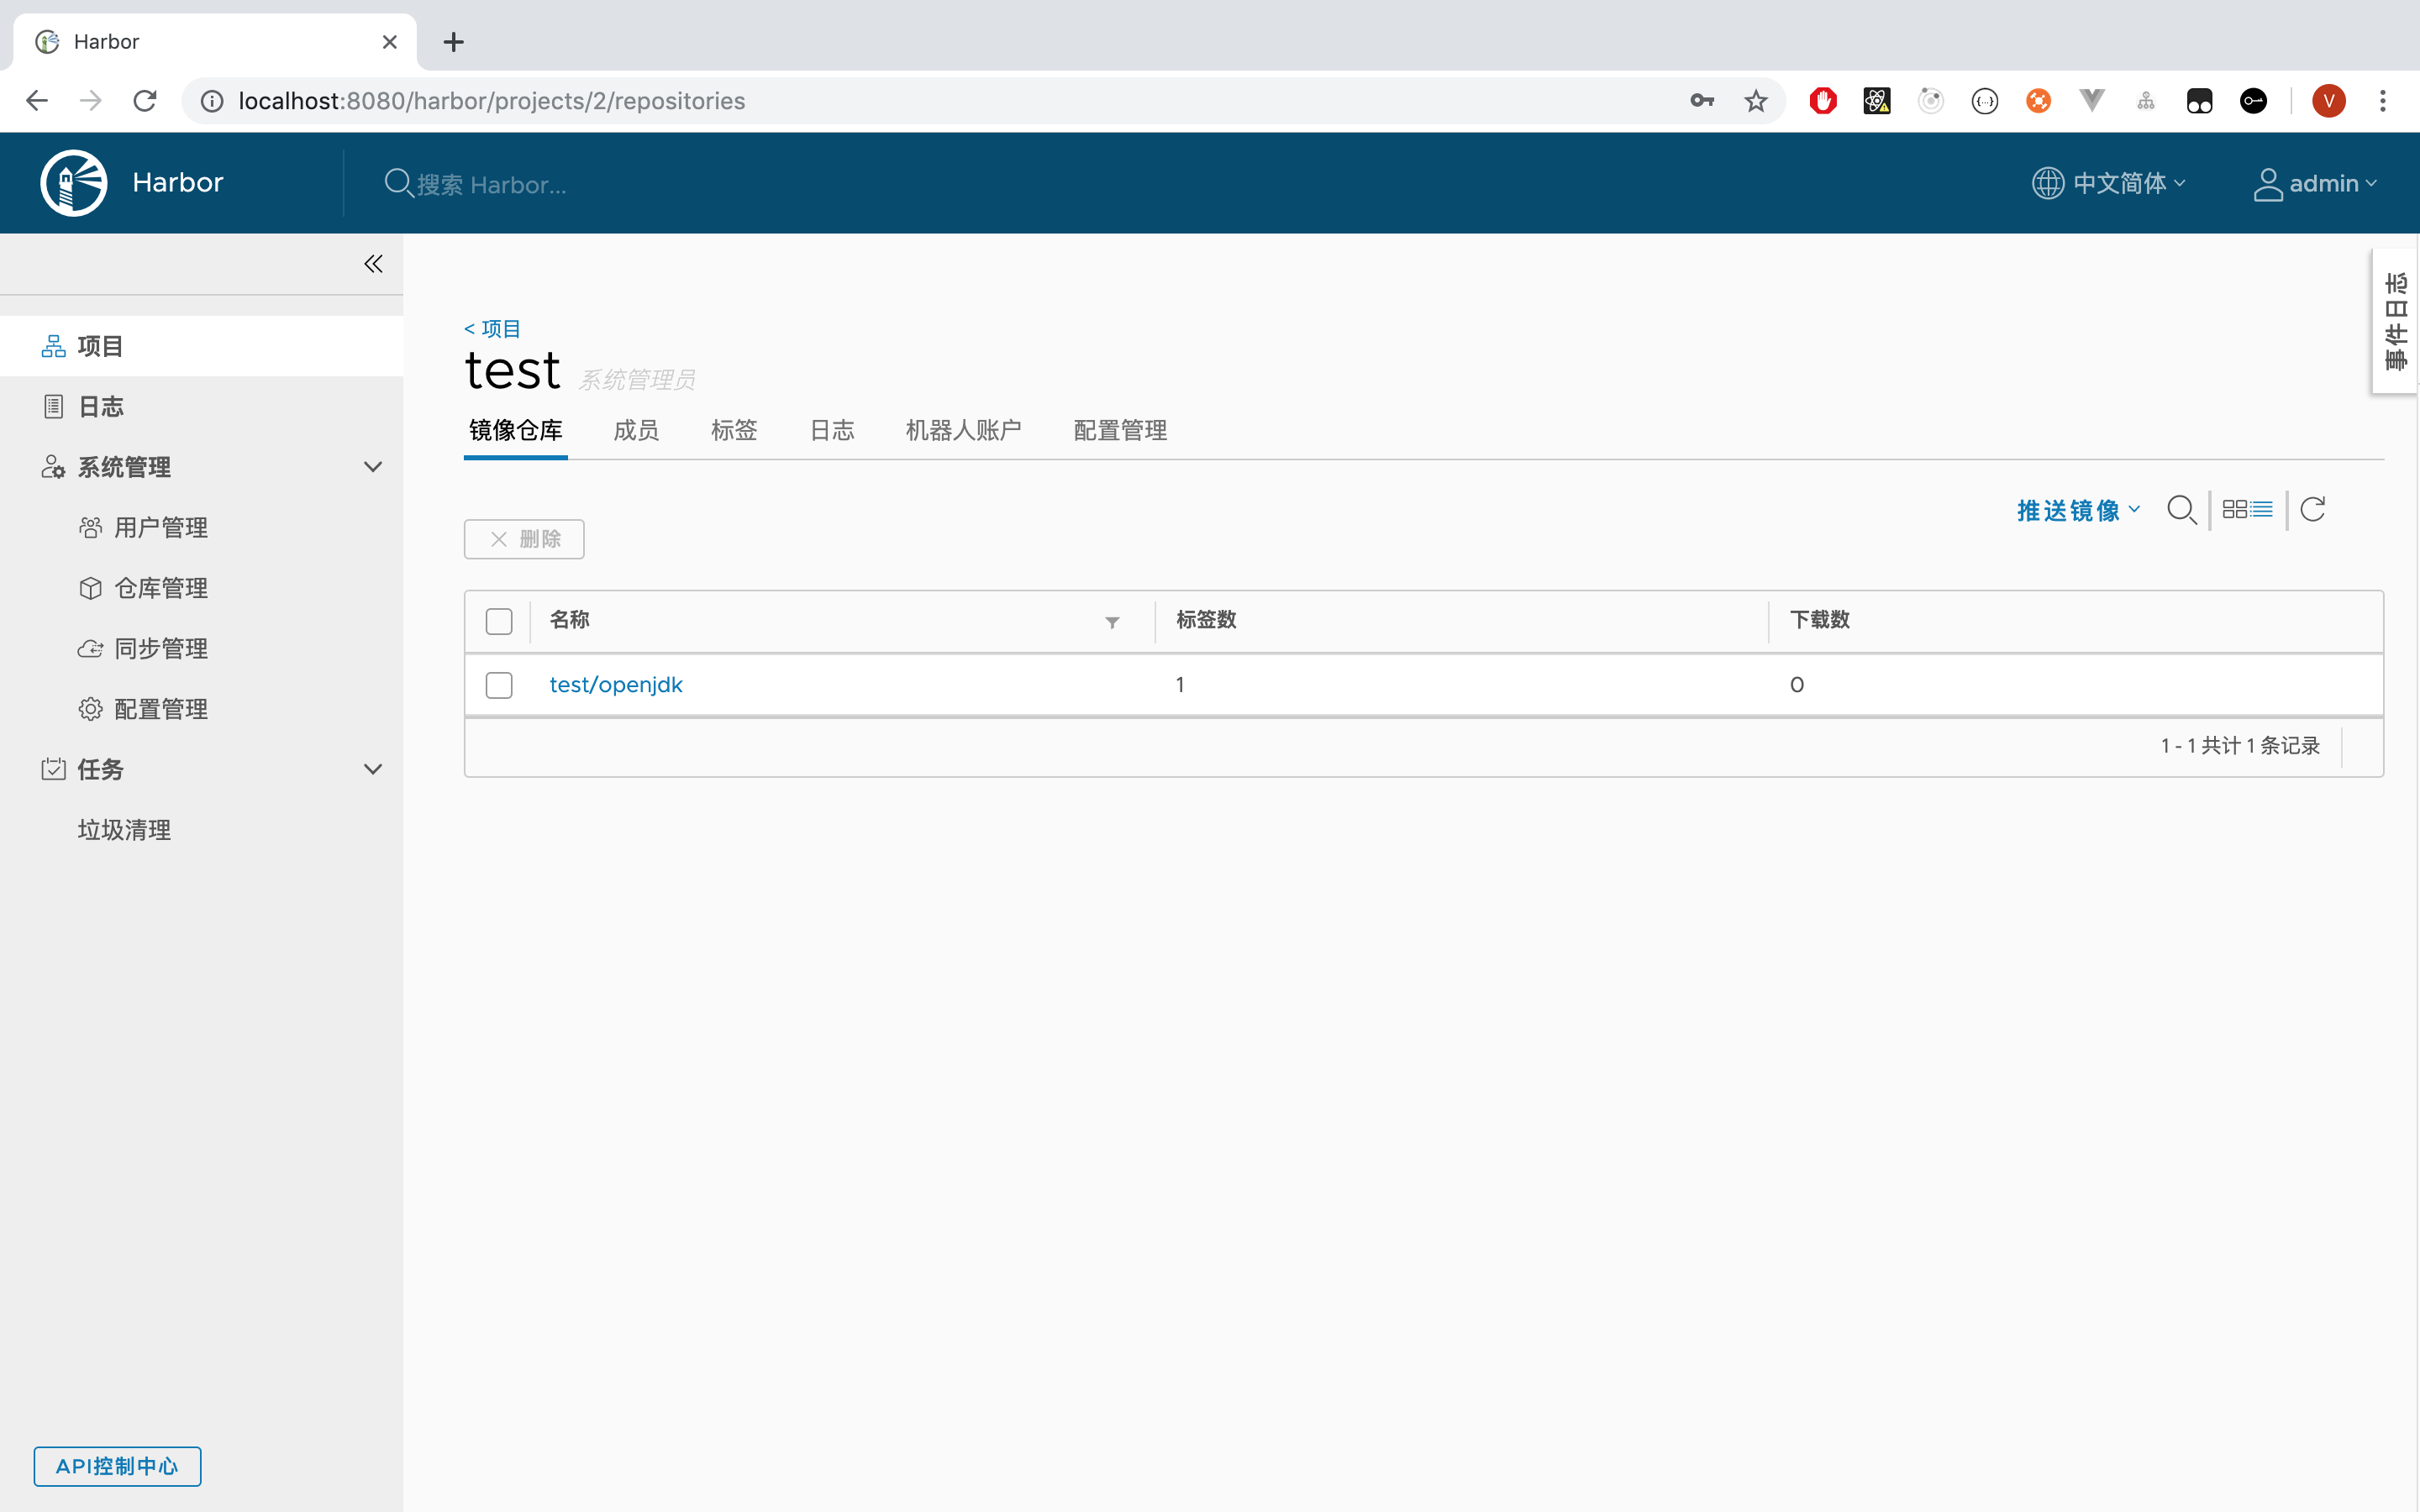 Harbor
localhost:8080/harbor/projects/2/repositories
V
Harbor
搜索 Harbor...
中文简体
admin
事件日志
项目
日志
系统管理
用户管理
仓库管理
同步管理
配置管理
任务
垃圾清理
API控制中心
< 项目
test 系统管理员
镜像仓库 成员 标签 日志 机器人账户 配置管理
推送镜像
删除
名称 标签数 下载数
test/openjdk 1 0
1 - 1 共计 1 条记录